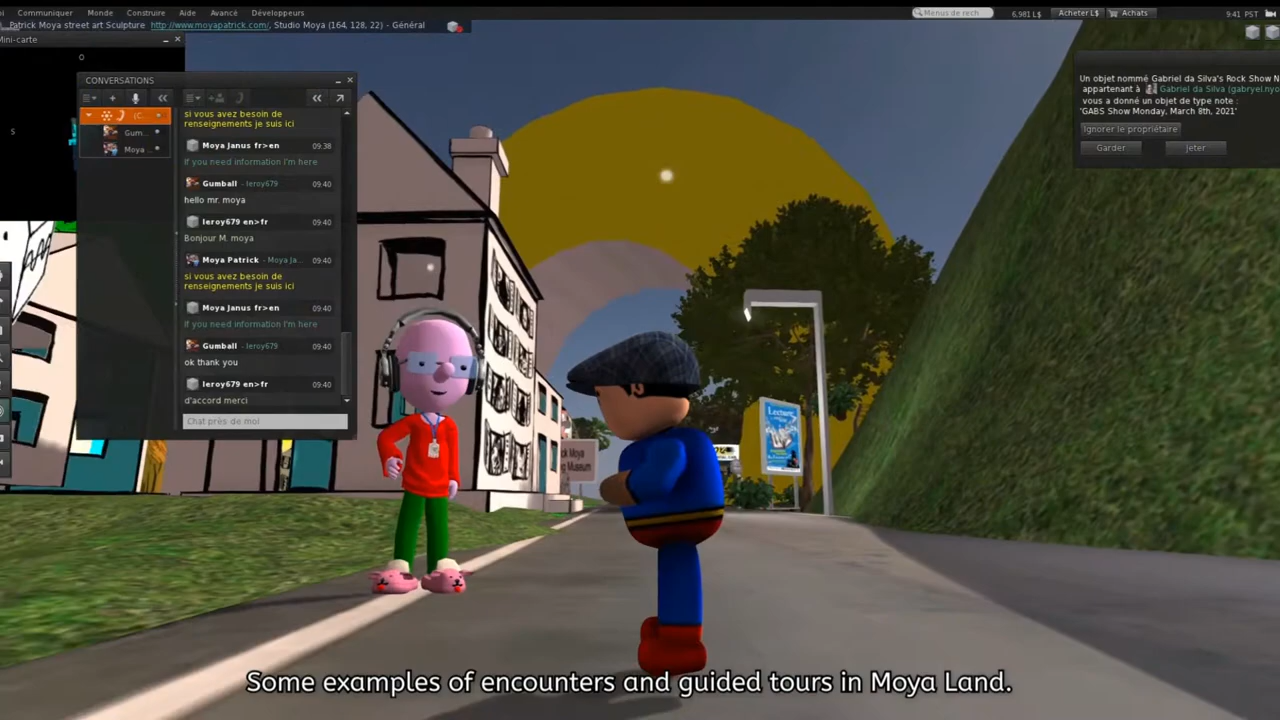 Communiquer Monde Construire Aide Avancé Développeurs
Menus de rech 6.981 L$ Acheter L$ Achats 9:41 PST
Patrick Moya street art Sculpture http://www.moyapatrick.com/, Studio Moya (164, 128, 22) - Général
Mini-carte
CONVERSATIONS
(C...
Gum...
Moya ...
si vous avez besoin de
renseignements je suis ici
Moya Janus fr>en 09:38
If you need information I'm here
Gumball - leroy679 09:40
hello mr. moya
leroy679 en>fr 09:40
Bonjour M. moya
Moya Patrick - Moya Ja... 09:40
si vous avez besoin de
renseignements je suis ici
Moya Janus fr>en 09:40
If you need information I'm here
Gumball - leroy679 09:40
ok thank you
leroy679 en>fr 09:40
d'accord merci
Chat près de moi
Un objet nommé Gabriel da Silva's Rock Show N
appartenant à Gabriel da Silva (gabryel.nyo
vous a donné un objet de type note :
'GABS Show Monday, March 8th, 2021'
Ignorer le propriétaire
Garder Jeter
S
Lecture
Moya
Museum
Some examples of encounters and guided tours in Moya Land.